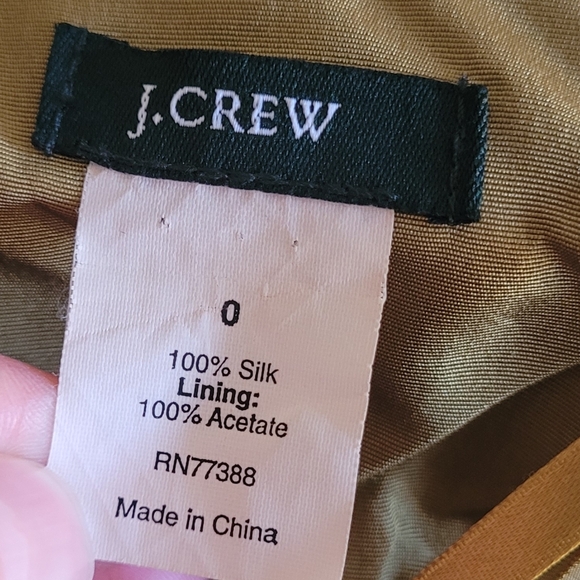 J.CREW
0
100% Silk
Lining:
100% Acetate
RN77388
Made in China